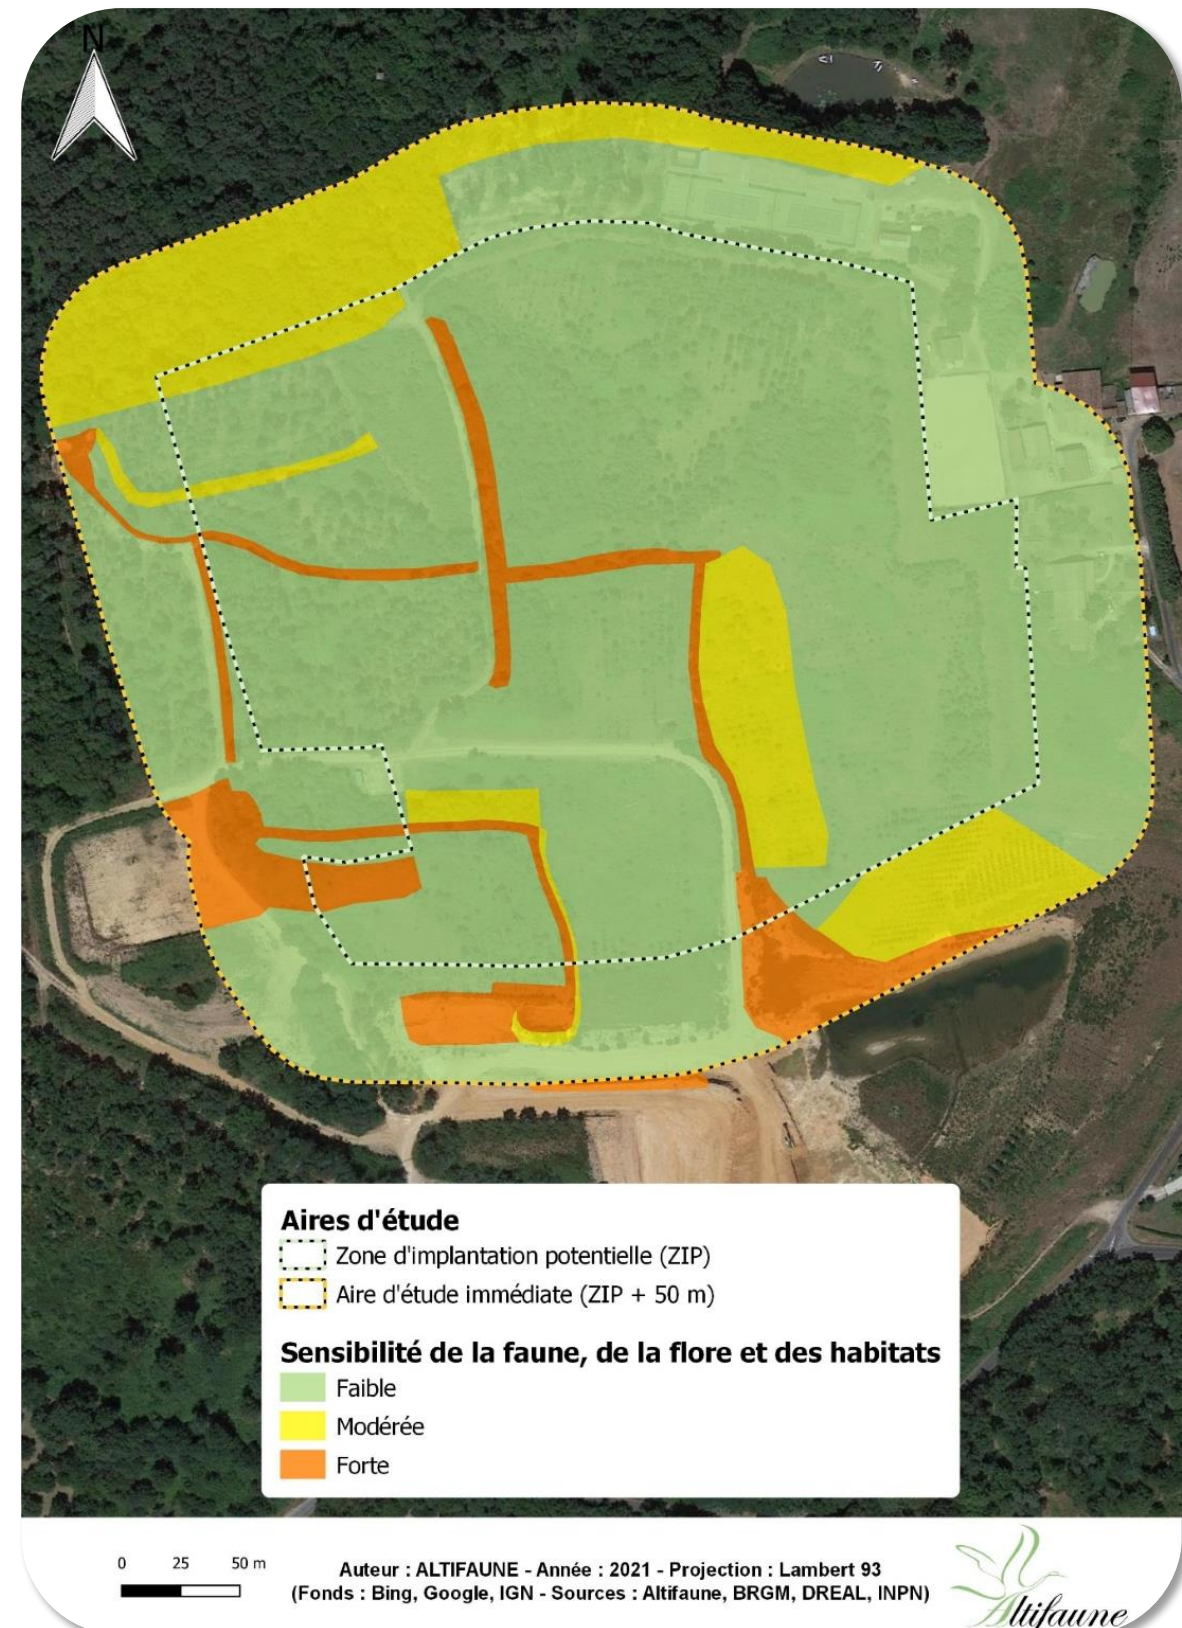 N
Aires d'étude
Zone d'implantation potentielle (ZIP)
Aire d'étude immédiate (ZIP + 50 m)
Sensibilité de la faune, de la flore et des habitats
Faible
Modérée
Forte
0 25 50 m
Auteur : ALTIFAUNE - Année : 2021 - Projection : Lambert 93
(Fonds : Bing, Google, IGN - Sources : Altifaune, BRGM, DREAL, INPN)
Altifaune